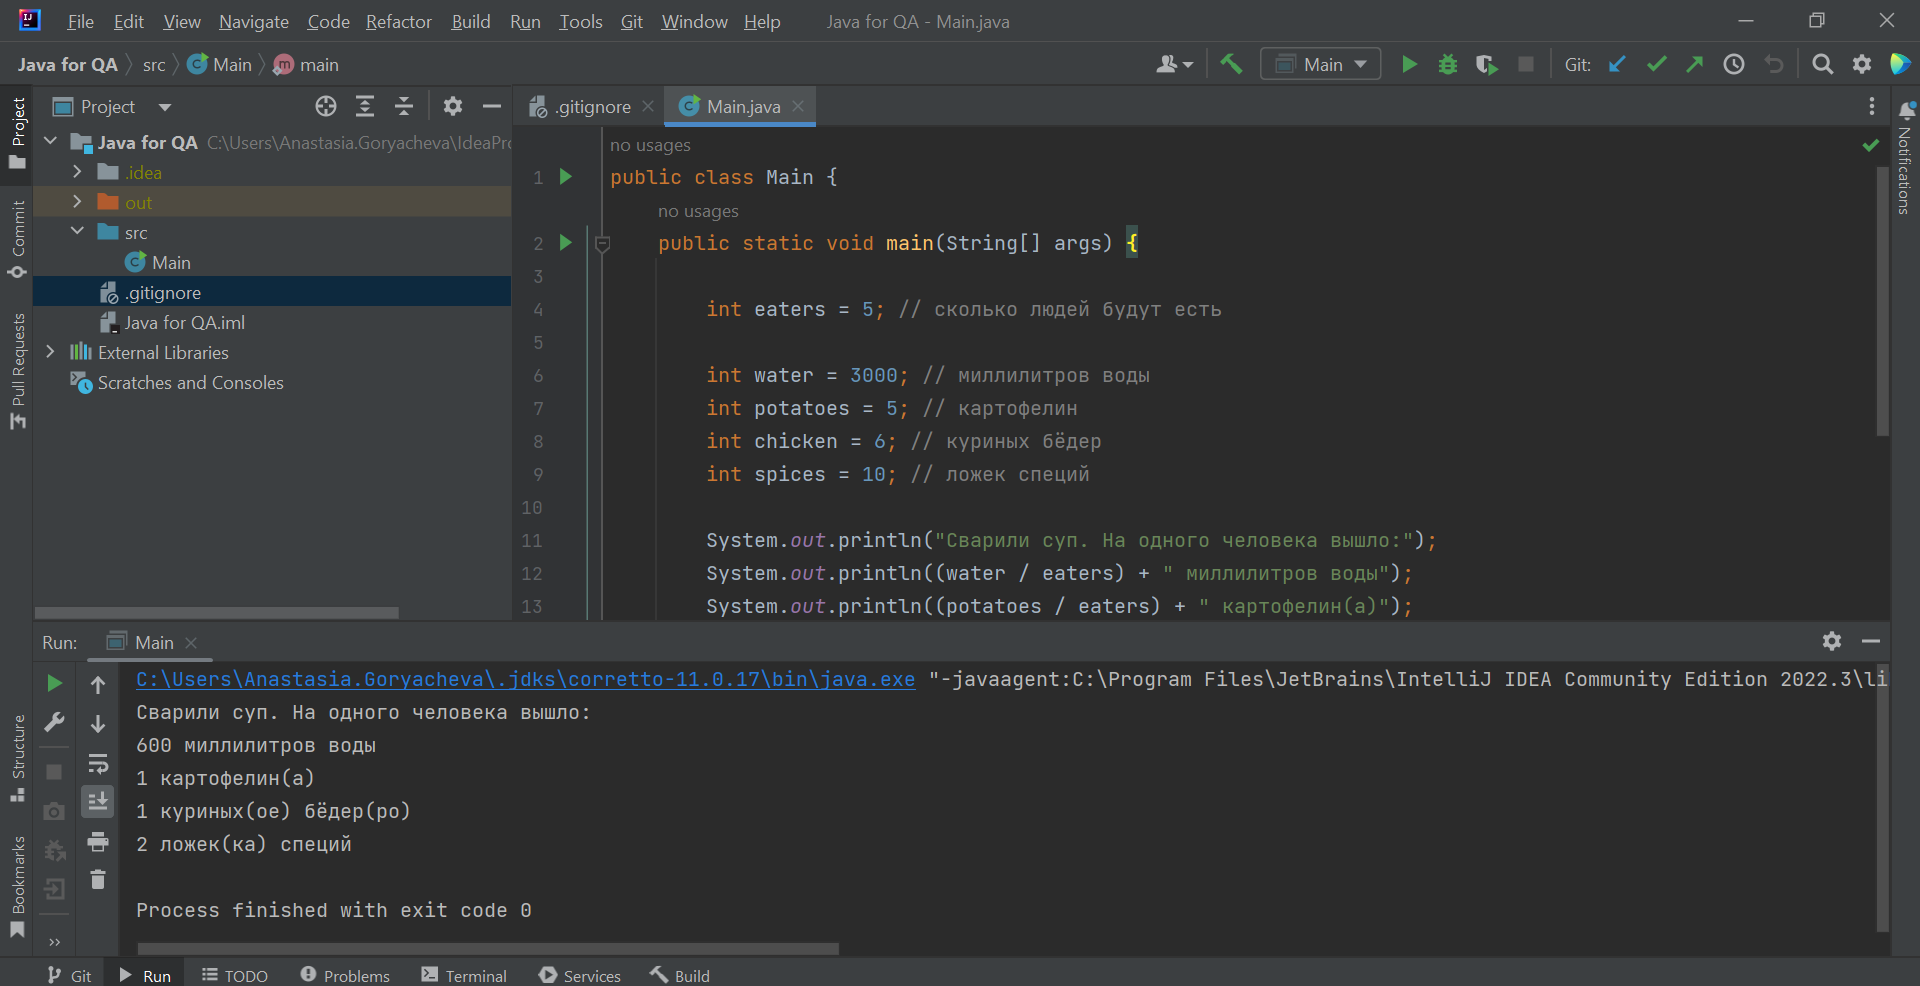 File Edit View Navigate Code Refactor Build Run Tools Git Window Help Java for QA - Main.java
Java for QA src Main main
Main
Git:
Project
.gitignore
Main.java
Java for QA C:\Users\Anastasia.Goryacheva\IdeaPr
.idea
out
src
Main
.gitignore
Java for QA.iml
External Libraries
Scratches and Consoles
Project
Commit
Pull Requests
Structure
Bookmarks
Notifications
no usages
1 public class Main {
no usages
2 public static void main(String[] args) {
3
4 int eaters = 5; // сколько людей будут есть
5
6 int water = 3000; // миллилитров воды
7 int potatoes = 5; // картофелин
8 int chicken = 6; // куриных бёдер
9 int spices = 10; // ложек специй
10
11 System.out.println("Сварили суп. На одного человека вышло:");
12 System.out.println((water / eaters) + " миллилитров воды");
13 System.out.println((potatoes / eaters) + " картофелин(а)");
Run: Main
C:\Users\Anastasia.Goryacheva\.jdks\corretto-11.0.17\bin\java.exe "-javaagent:C:\Program Files\JetBrains\IntelliJ IDEA Community Edition 2022.3\li
Сварили суп. На одного человека вышло:
600 миллилитров воды
1 картофелин(а)
1 куриных(ое) бёдер(ро)
2 ложек(ка) специй
Process finished with exit code 0
Git Run TODO Problems Terminal Services Build